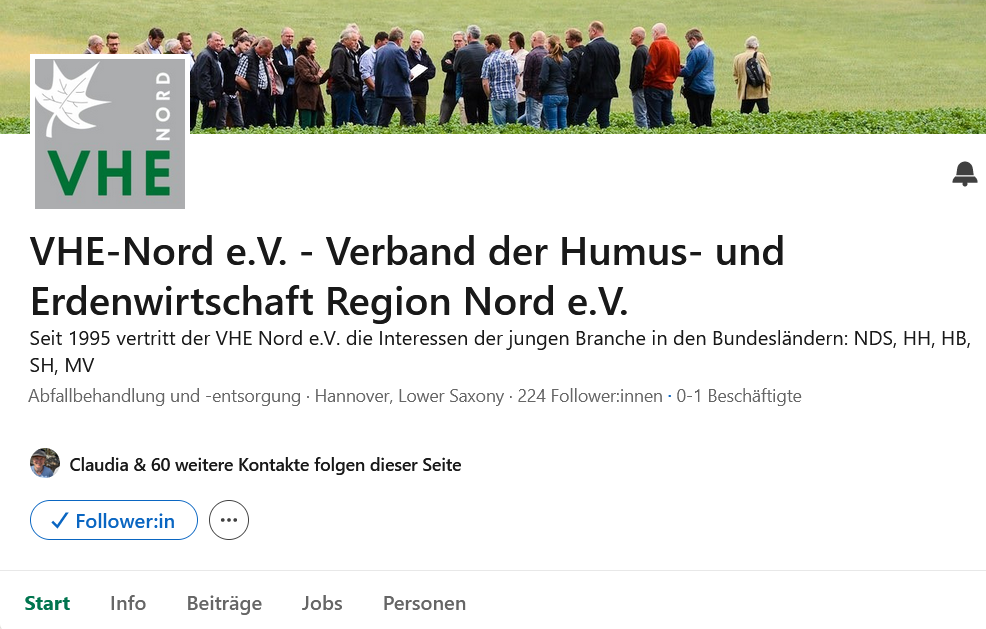 NORD
VHE
VHE-Nord e.V. - Verband der Humus- und
Erdenwirtschaft Region Nord e.V.
Seit 1995 vertritt der VHE Nord e.V. die Interessen der jungen Branche in den Bundesländern: NDS, HH, HB,
SH, MV
Abfallbehandlung und -entsorgung · Hannover, Lower Saxony · 224 Follower:innen · 0-1 Beschäftigte
Claudia & 60 weitere Kontakte folgen dieser Seite
Follower:in
Start Info Beiträge Jobs Personen